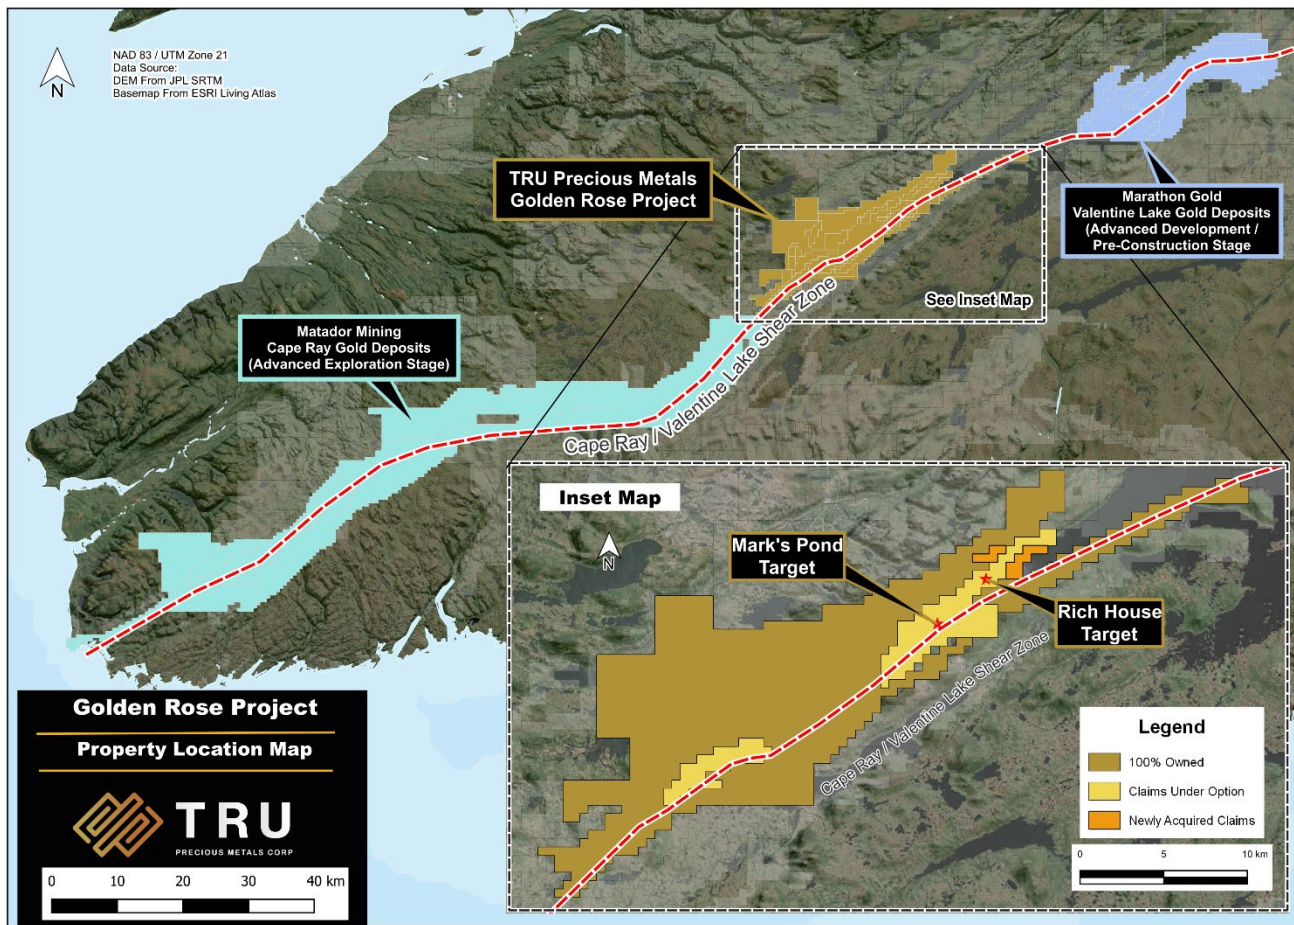 N
NAD 83 / UTM Zone 21
Data Source:
DEM From JPL SRTM
Basemap From ESRI Living Atlas
TRU Precious Metals
Golden Rose Project
Marathon Gold
Valentine Lake Gold Deposits
(Advanced Development /
Pre-Construction Stage
See Inset Map
Matador Mining
Cape Ray Gold Deposits
(Advanced Exploration Stage)
Cape Ray / Valentine Lake Shear Zone
Inset Map
N
Mark's Pond
Target
Rich House
Target
Cape Ray / Valentine Lake Shear Zone
Legend
100% Owned
Claims Under Option
Newly Acquired Claims
0 5 10 km
Golden Rose Project
Property Location Map
TRU
PRECIOUS METALS CORP
0 10 20 30 40 km